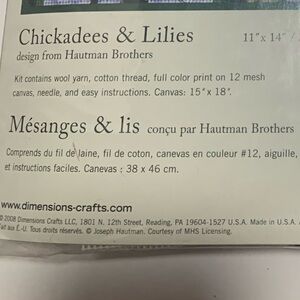 Chickadees & Lilies 11" x 14" /
design from Hautman Brothers
Kit contains wool yarn, cotton thread, full color print on 12 mesh
canvas, needle, and easy instructions. Canvas: 15" x 18".
Mésanges & lis conçu par Hautman Brothers
Comprends du fil de laine, fil de coton, canevas en couleur #12, aiguille,
et instructions faciles. Canevas : 38 x 46 cm.
www.dimensions-crafts.com
© 2008 Dimensions Crafts LLC, 1801 N. 12th Street, Reading, PA 19604-1527 U.S.A. Made in U.S.A.
Fait aux É.-U. Tous droits réservés. © Joseph Hautman. Courtesy of MHS Licensing.